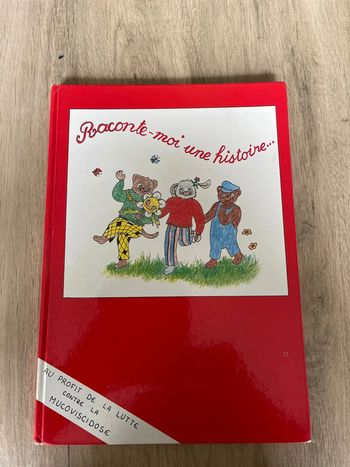 Raconte-moi une histoire...
AU PROFIT DE LA LUTTE
CONTRE LA
MUCOVISCIDOSE